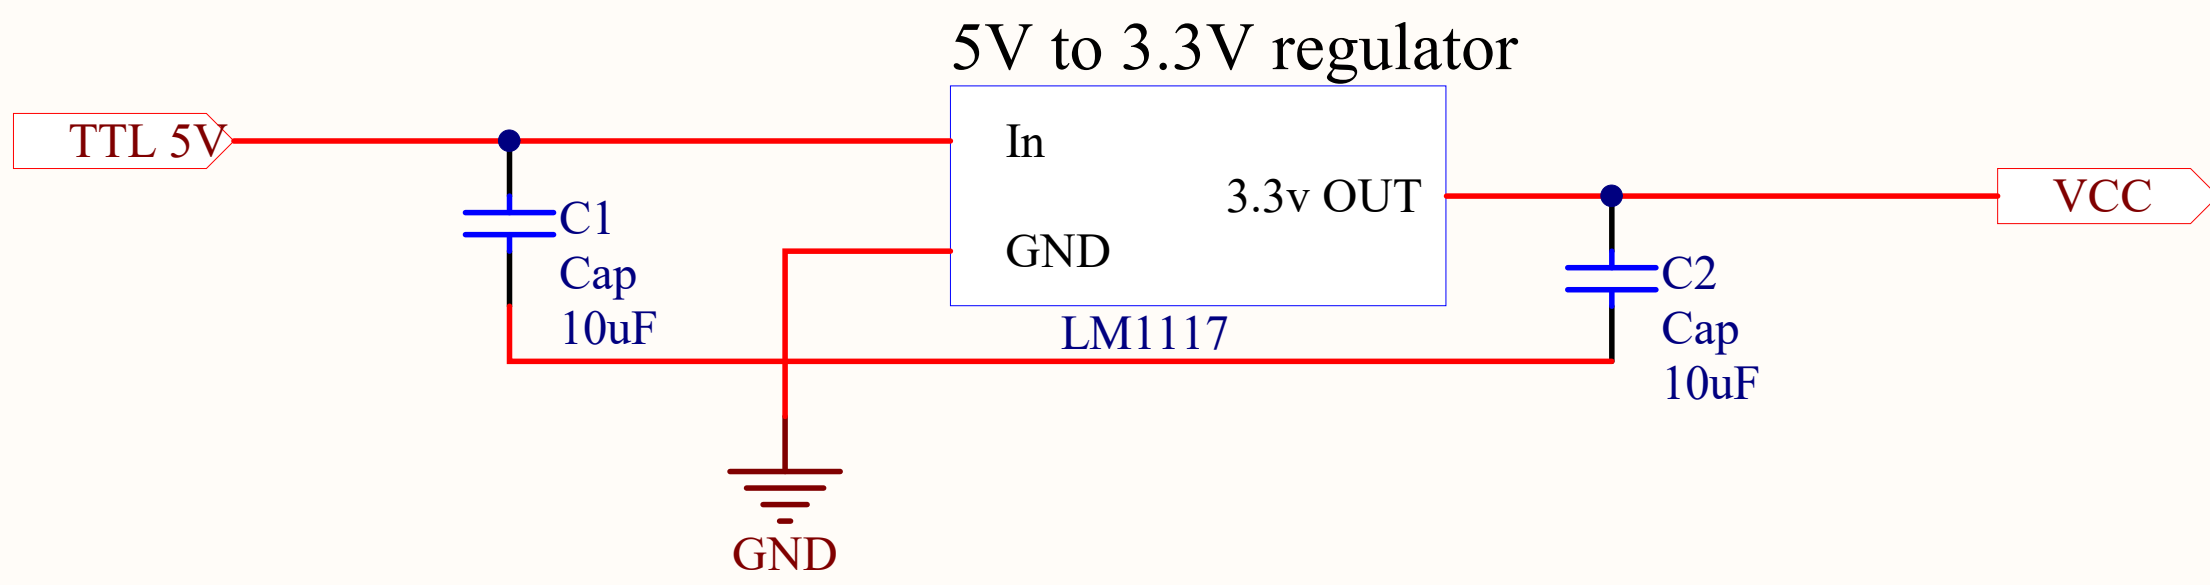 5V to 3.3V regulator
TTL 5V
In
3.3v OUT
VCC
C1
Cap
10uF
GND
LM1117
C2
Cap
10uF
GND